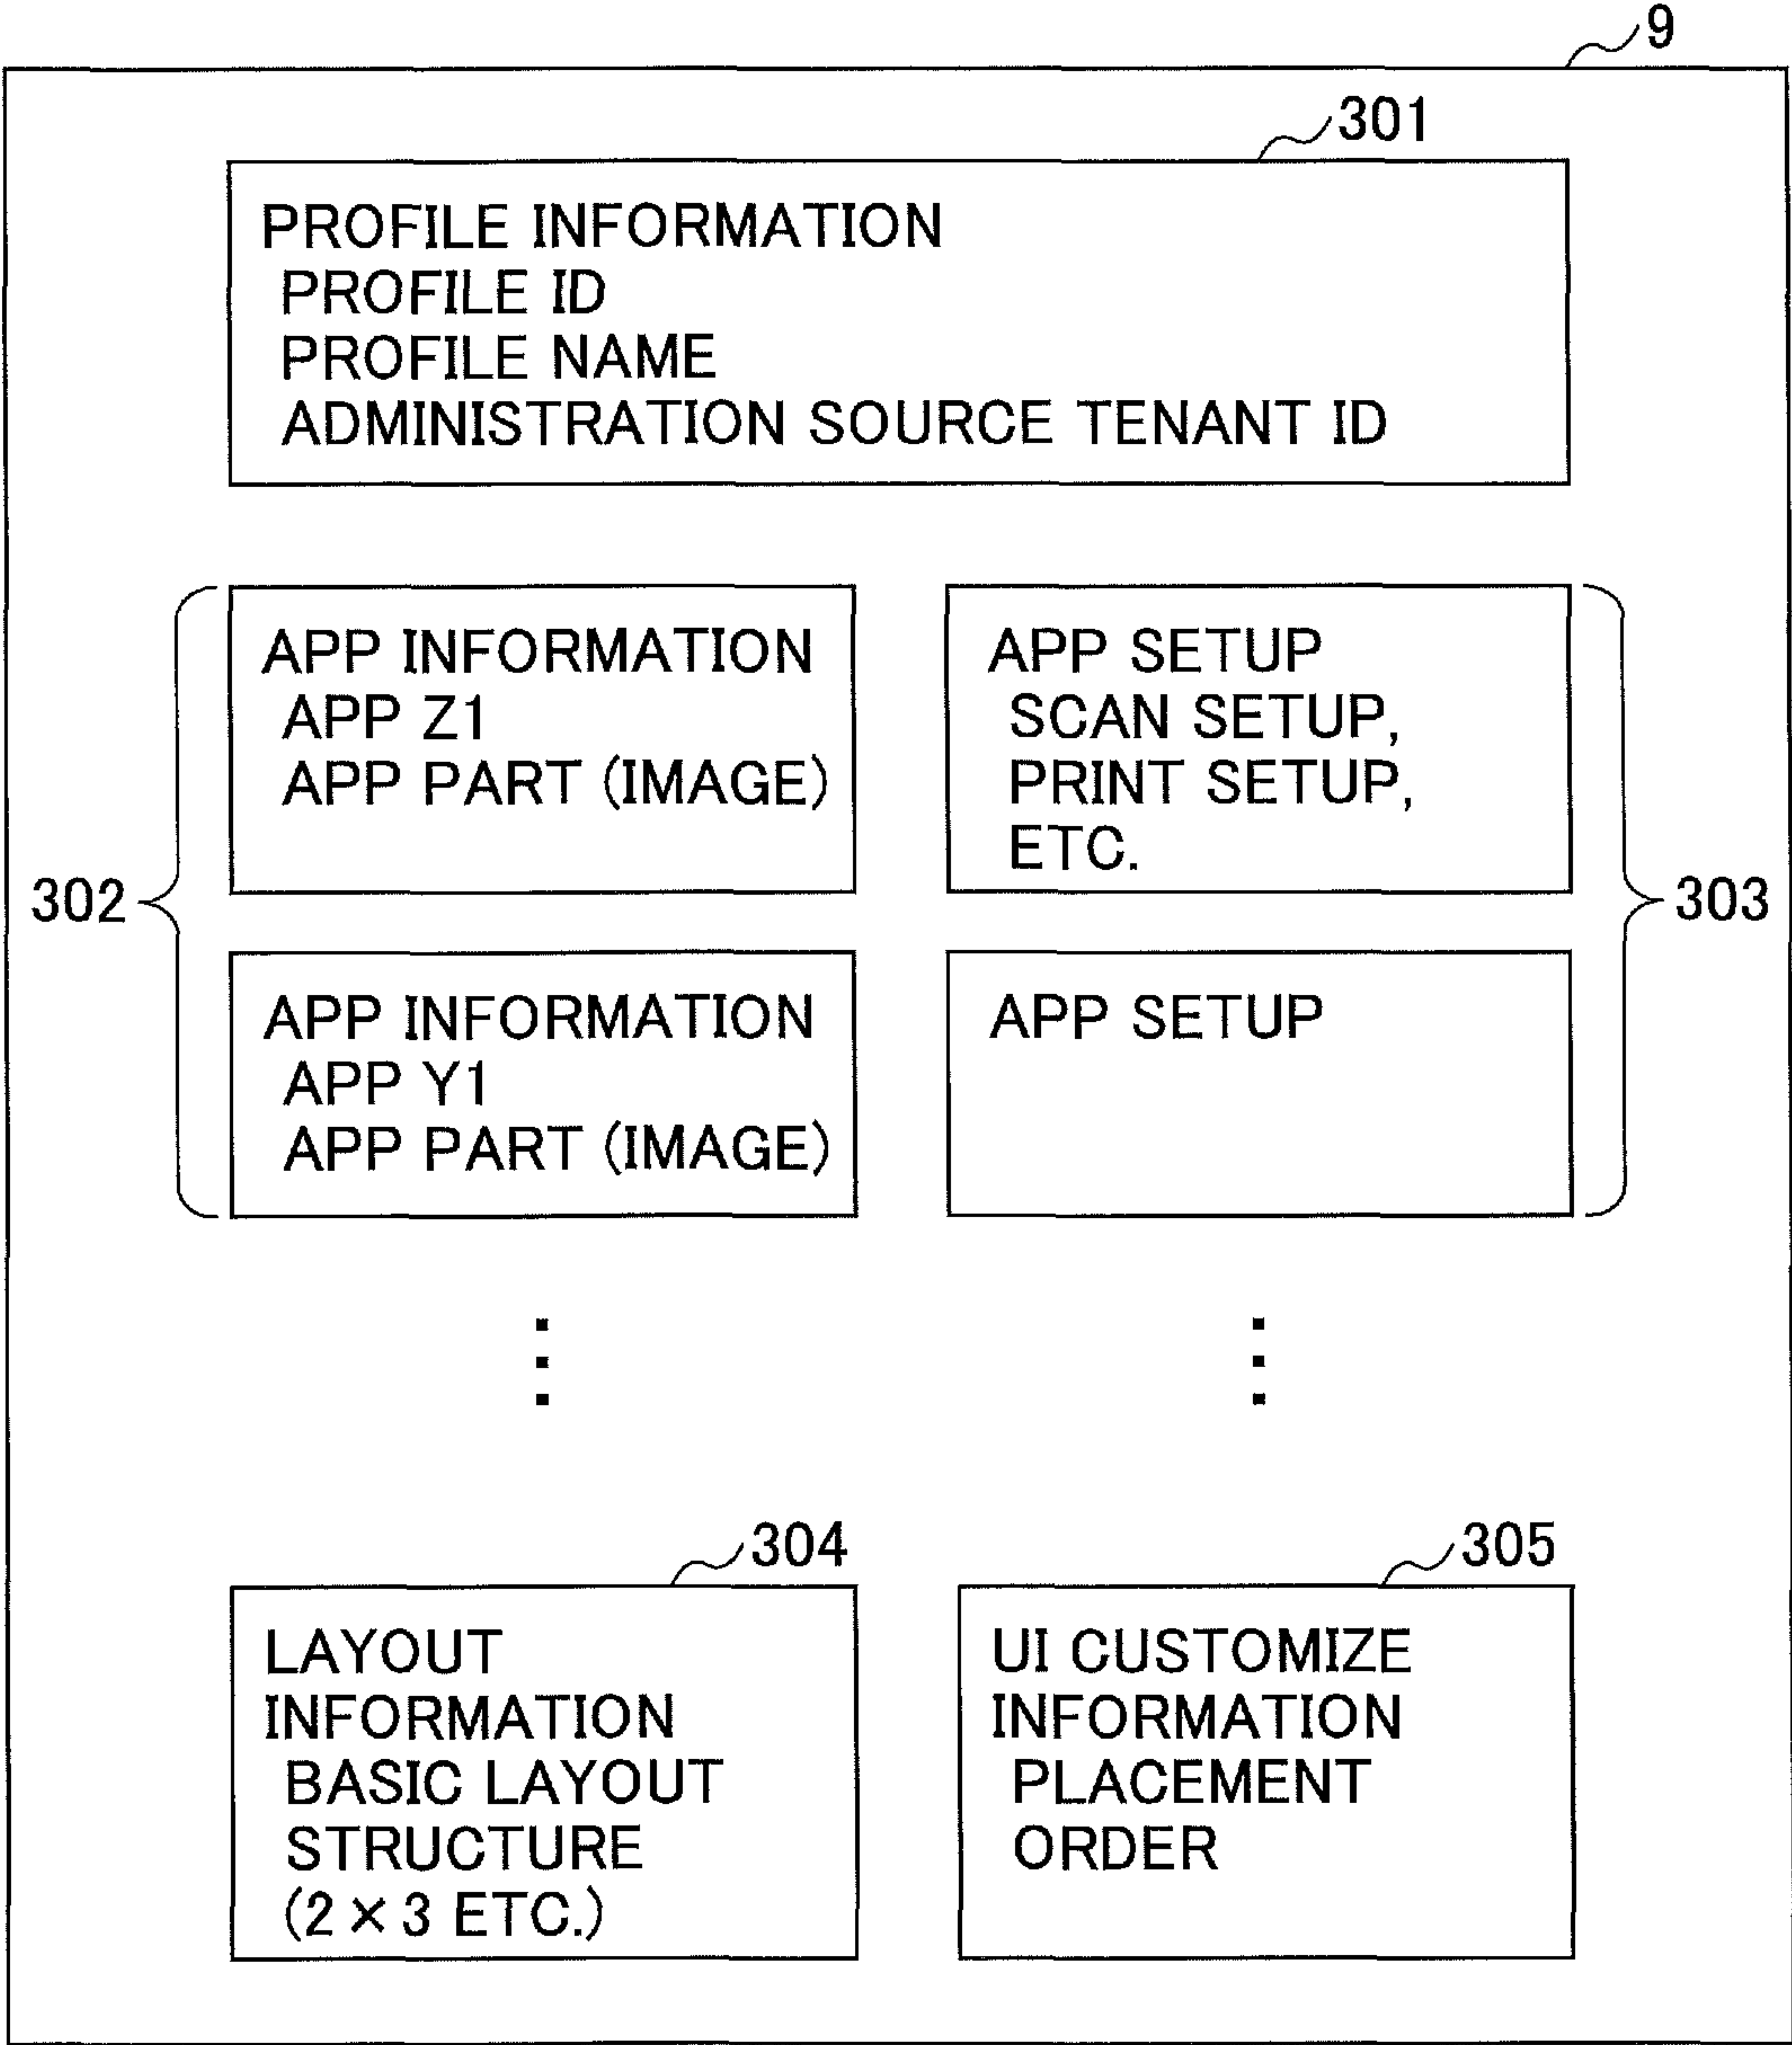 9
301
PROFILE INFORMATION
PROFILE ID
PROFILE NAME
ADMINISTRATION SOURCE TENANT ID
302
APP INFORMATION
APP Z1
APP PART (IMAGE)
APP SETUP
SCAN SETUP,
PRINT SETUP,
ETC.
303
APP INFORMATION
APP Y1
APP PART (IMAGE)
APP SETUP
304
LAYOUT
INFORMATION
BASIC LAYOUT
STRUCTURE
(2 × 3 ETC.)
305
UI CUSTOMIZE
INFORMATION
PLACEMENT
ORDER